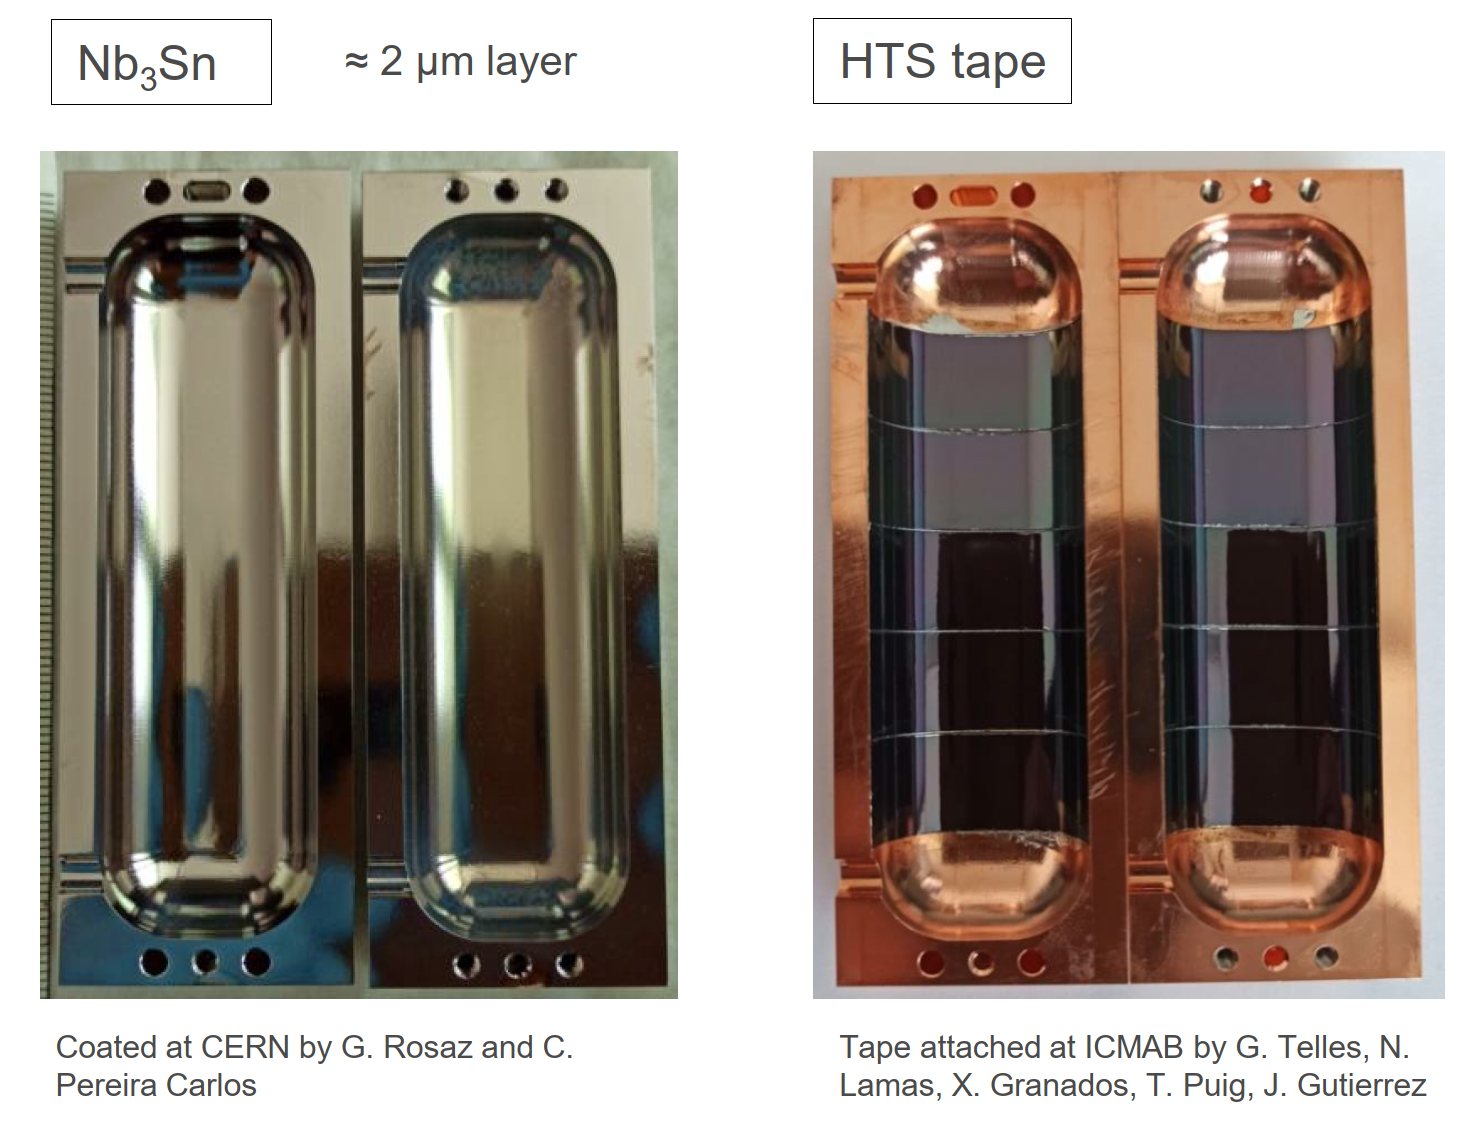 Nb₃Sn
≈ 2 μm layer
HTS tape
Coated at CERN by G. Rosaz and C.
Pereira Carlos
Tape attached at ICMAB by G. Telles, N.
Lamas, X. Granados, T. Puig, J. Gutierrez